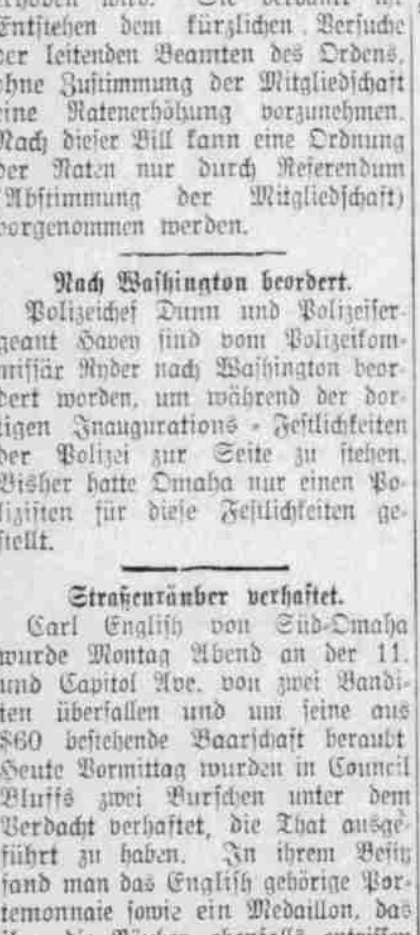 Entstehen dem kürzlichen Versuche
der leitenden Beamten des Ordens,
ohne Zustimmung der Mitgliedschaft
eine Ratenerhöhung vorzunehmen.
Nach dieser Bill kann eine Ordnung
der Raten nur durch Referendum
(Abstimmung der Mitgliedschaft)
vorgenommen werden.
Nach Washington beordert.
Polizeichef Dunn und Polizeiser-
geant Haven sind vom Polizeikom-
missär Ryder nach Washington beor-
dert worden, um während der dor-
tigen Inaugurations-Festlichkeiten
der Polizei zur Seite zu stehen.
Bisher hatte Omaha nur einen Po-
lizisten für diese Festlichkeiten ge-
stellt.
Straßenräuber verhaftet.
Carl English von Süd-Omaha
wurde Montag Abend an der 11.
und Capitol Ave. von zwei Bandi-
ten überfallen und um seine aus
$60 bestehende Baarschaft beraubt
Heute Vormittag wurden in Council
Bluffs zwei Burschen unter dem
Verdacht verhaftet, die That ausge-
führt zu haben. In ihrem Besitz
fand man das English gehörige Por-
temonnaie sowie ein Medaillon, das